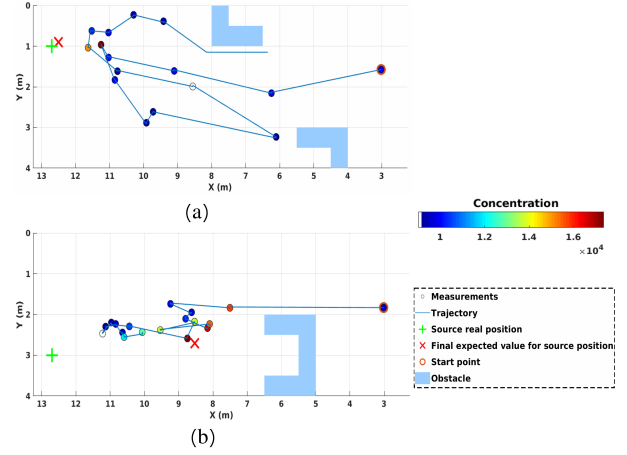 0
1
2
3
4
Y (m)
13 12 11 10 9 8 7 6 5 4 3
X (m)
(a)
0
1
2
3
4
Y (m)
13 12 11 10 9 8 7 6 5 4 3
X (m)
(b)
Concentration
1 1.2 1.4 1.6
×10⁴
Measurements
Trajectory
Source real position
Final expected value for source position
Start point
Obstacle